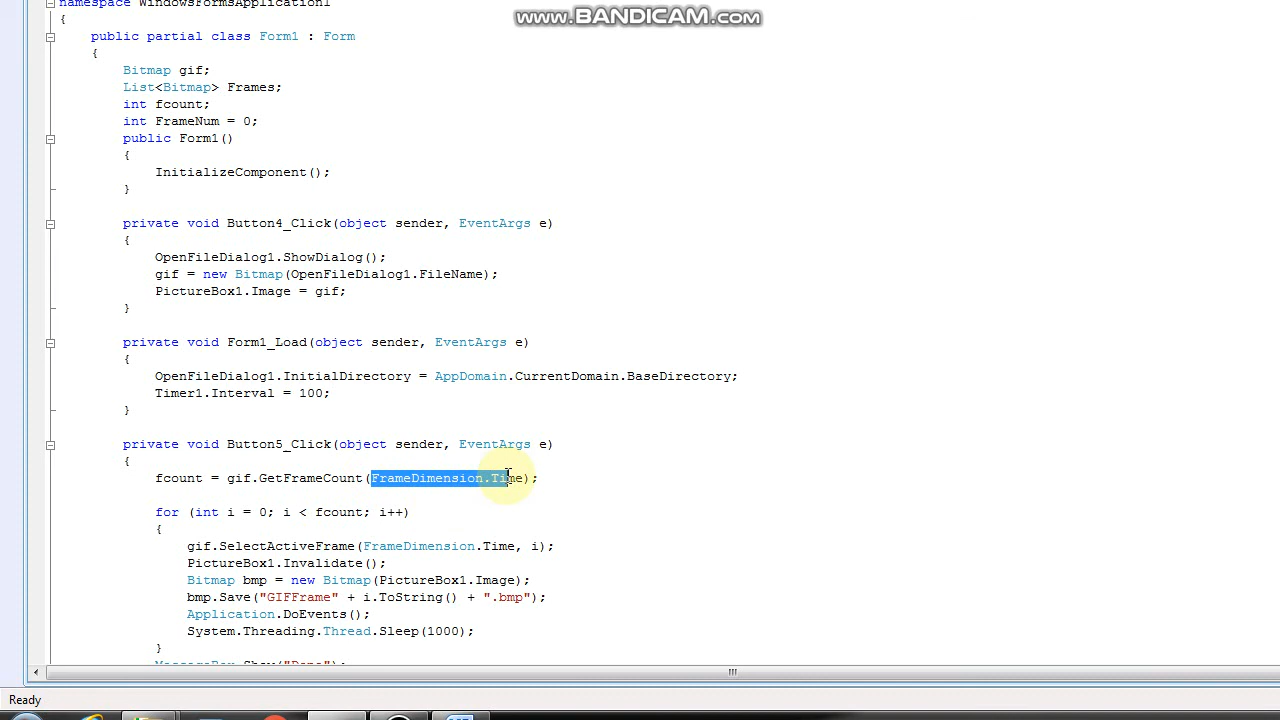 namespace WindowsFormsApplication1
www.BANDICAM.com
{
public partial class Form1 : Form
{
Bitmap gif;
List<Bitmap> Frames;
int fcount;
int FrameNum = 0;
public Form1()
{
InitializeComponent();
}
private void Button4_Click(object sender, EventArgs e)
{
OpenFileDialog1.ShowDialog();
gif = new Bitmap(OpenFileDialog1.FileName);
PictureBox1.Image = gif;
}
private void Form1_Load(object sender, EventArgs e)
{
OpenFileDialog1.InitialDirectory = AppDomain.CurrentDomain.BaseDirectory;
Timer1.Interval = 100;
}
private void Button5_Click(object sender, EventArgs e)
{
fcount = gif.GetFrameCount(FrameDimension.Time);
for (int i = 0; i < fcount; i++)
{
gif.SelectActiveFrame(FrameDimension.Time, i);
PictureBox1.Invalidate();
Bitmap bmp = new Bitmap(PictureBox1.Image);
bmp.Save("GIFFrame" + i.ToString() + ".bmp");
Application.DoEvents();
System.Threading.Thread.Sleep(1000);
}
MessageBox.Show("Done");
Ready